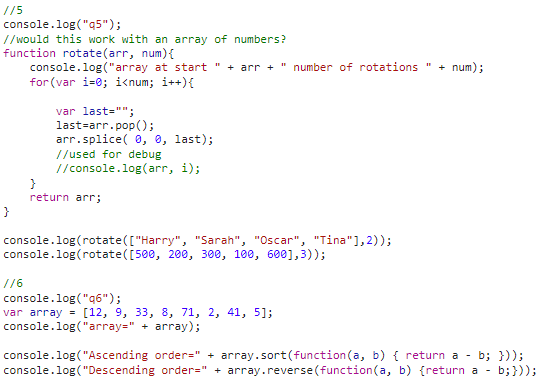 //5
console.log("q5");
//would this work with an array of numbers?
function rotate(arr, num){
    console.log("array at start " + arr + " number of rotations " + num);
    for(var i=0; i<num; i++){

        var last="";
        last=arr.pop();
        arr.splice( 0, 0, last);
        //used for debug
        //console.log(arr, i);
    }
    return arr;
}

console.log(rotate(["Harry", "Sarah", "Oscar", "Tina"],2));
console.log(rotate([500, 200, 300, 100, 600],3));

//6
console.log("q6");
var array = [12, 9, 33, 8, 71, 2, 41, 5];
console.log("array=" + array);

console.log("Ascending order=" + array.sort(function(a, b) { return a - b; }));
console.log("Descending order=" + array.reverse(function(a, b) {return a - b;}));